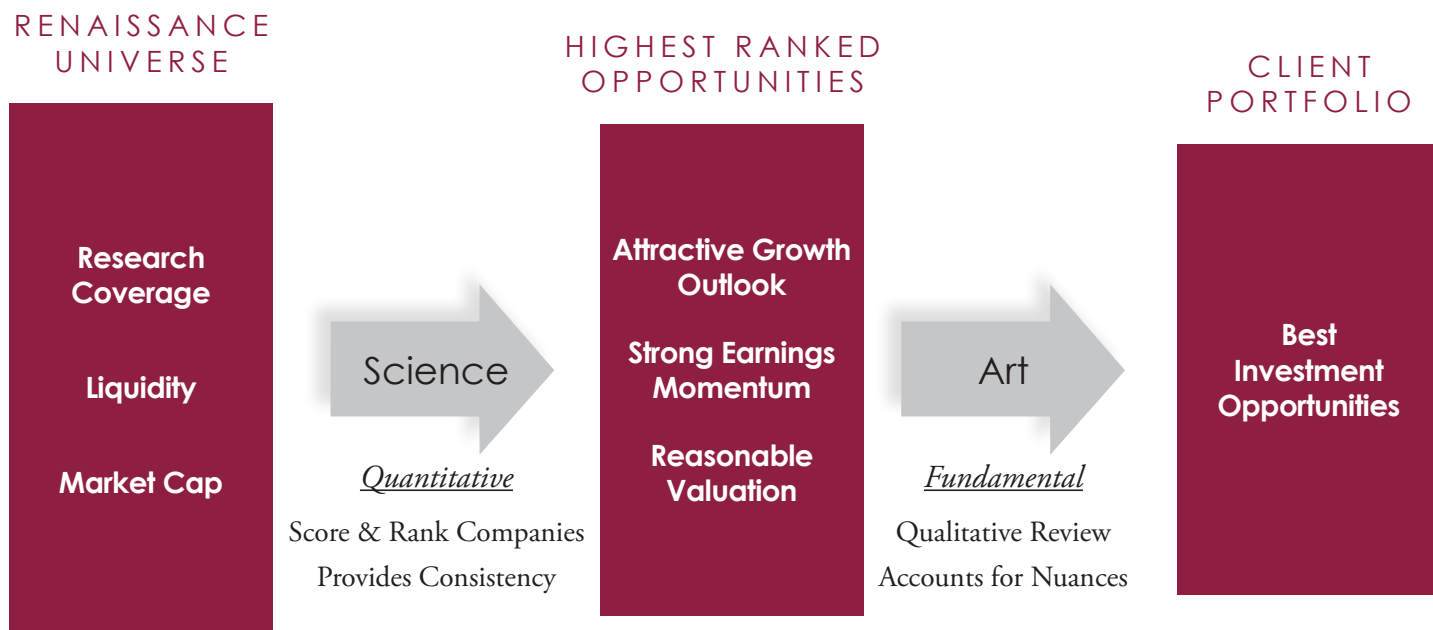 RENAISSANCE
UNIVERSE
Research
Coverage
Liquidity
Market Cap
Science
Quantitative
Score & Rank Companies
Provides Consistency
HIGHEST RANKED
OPPORTUNITIES
Attractive Growth
Outlook
Strong Earnings
Momentum
Reasonable
Valuation
Art
Fundamental
Qualitative Review
Accounts for Nuances
CLIENT
PORTFOLIO
Best
Investment
Opportunities